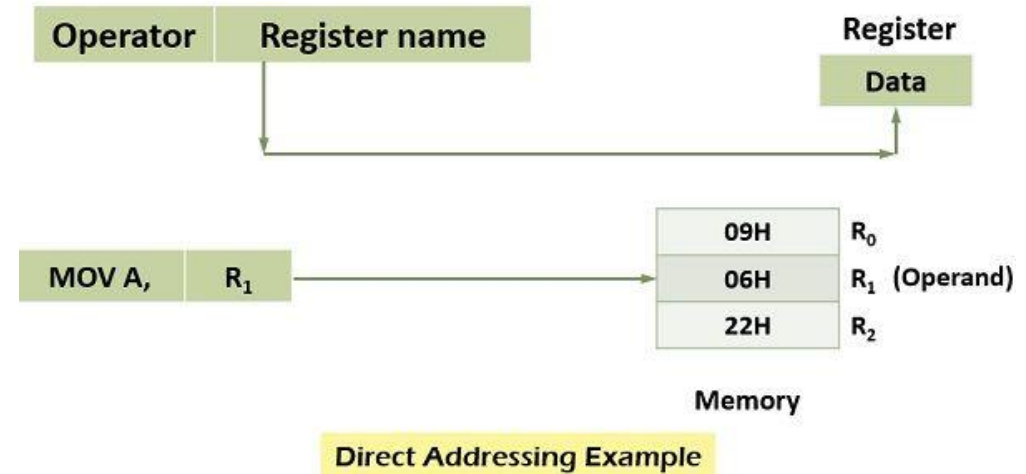 Operator Register name
Register
Data
09H R₀
MOV A, R₁ 06H R₁ (Operand)
22H R₂
Memory
Direct Addressing Example